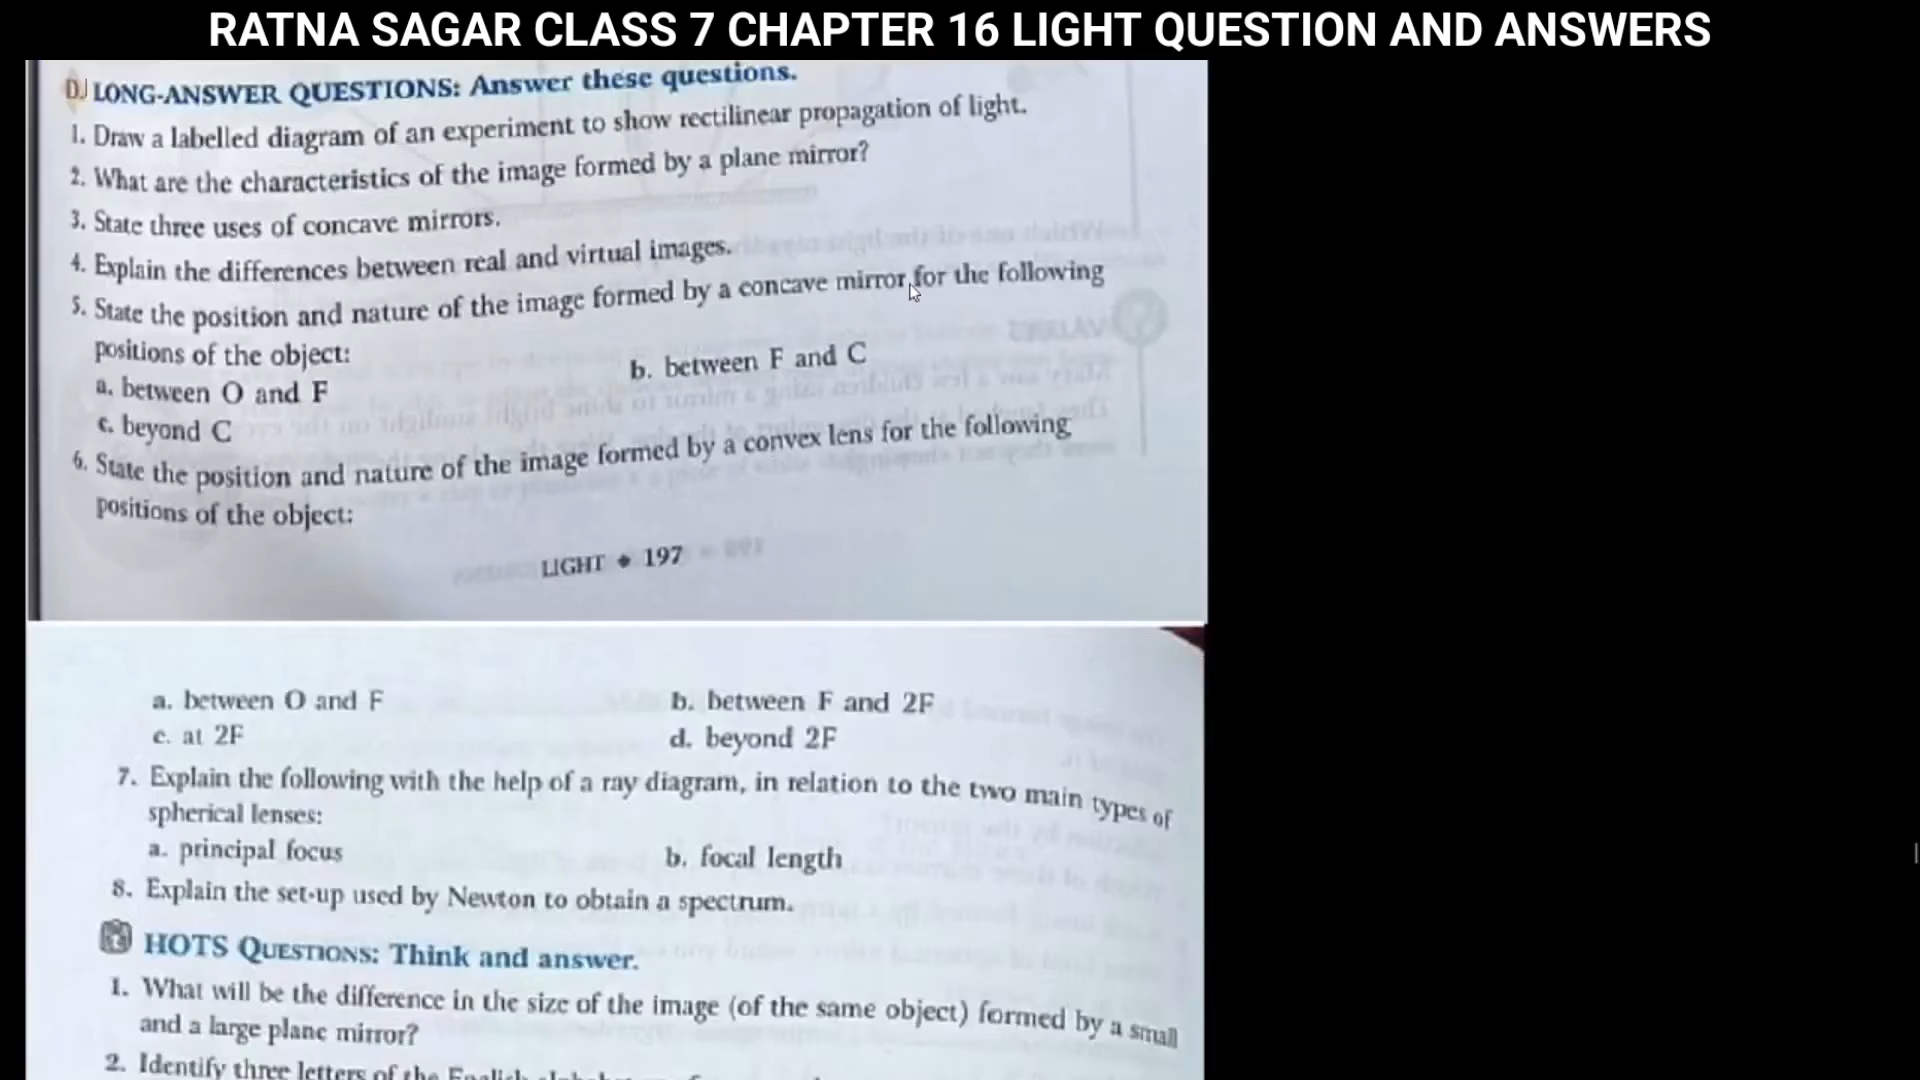 RATNA SAGAR CLASS 7 CHAPTER 16 LIGHT QUESTION AND ANSWERS
D. LONG-ANSWER QUESTIONS: Answer these questions.
1. Draw a labelled diagram of an experiment to show rectilinear propagation of light.
2. What are the characteristics of the image formed by a plane mirror?
3. State three uses of concave mirrors.
4. Explain the differences between real and virtual images.
5. State the position and nature of the image formed by a concave mirror for the following
positions of the object:
a. between O and F
b. between F and C
c. beyond C
6. State the position and nature of the image formed by a convex lens for the following
positions of the object:
LIGHT ♦ 197
a. between O and F
b. between F and 2F
c. at 2F
d. beyond 2F
7. Explain the following with the help of a ray diagram, in relation to the two main types of
spherical lenses:
a. principal focus
b. focal length
8. Explain the set-up used by Newton to obtain a spectrum.
HOTS QUESTIONS: Think and answer.
1. What will be the difference in the size of the image (of the same object) formed by a small
and a large plane mirror?
2. Identify three letters of the English